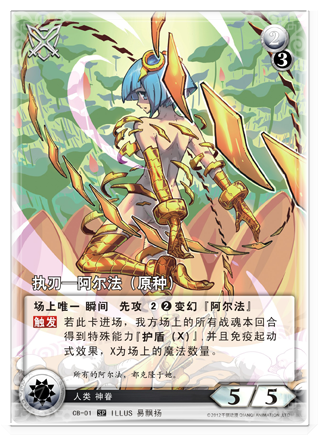 2
3
执刃—阿尔法（原种）
场上唯一 瞬间 先攻 2 2 变幻『阿尔法』
触发 若此卡进场，我方场上的所有战魂本回合
得到特殊能力『护盾（X）』，并且免疫起动
式效果，X为场上的魔法数量。
所有的阿尔法，都克隆于她。
人类 神眷
5/5
CB-01 SP ILLUS 易飘扬